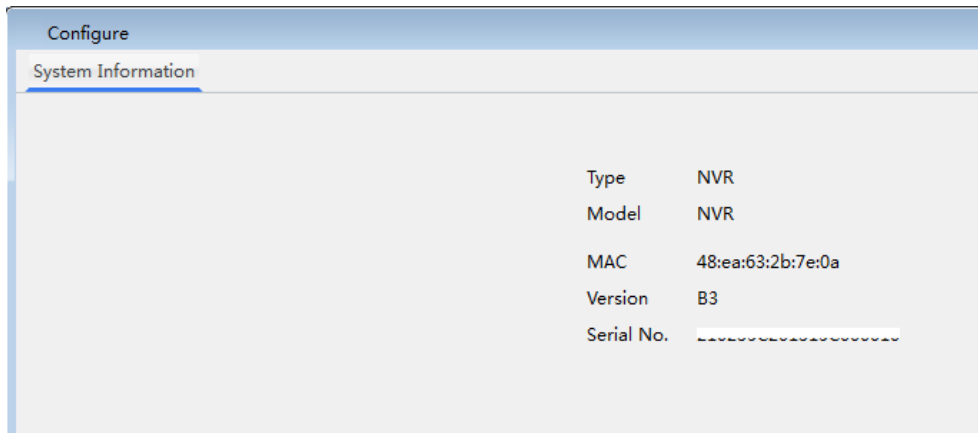 Configure
System Information
Type NVR
Model NVR
MAC 48:ea:63:2b:7e:0a
Version B3
Serial No.